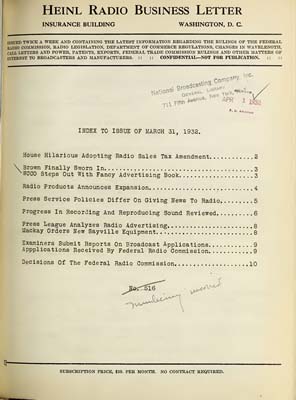 HEINL RADIO BUSINESS LETTER
INSURANCE BUILDING WASHINGTON, D. C.
ISSUED TWICE A WEEK AND CONTAINING THE LATEST INFORMATION REGARDING THE RULINGS OF THE FEDERAL
RADIO COMMISSION, RADIO LEGISLATION, DEPARTMENT OF COMMERCE REGULATIONS, CHANGES IN WAVELENGTH,
CALL LETTERS AND POWER, PATENTS, EXPORTS, FEDERAL TRADE COMMISSION RULINGS AND OTHER MATTERS OF
INTEREST TO BROADCASTERS AND MANUFACTURERS. :: :: CONFIDENTIAL—NOT FOR PUBLICATION. :: ::
National Broadcasting Company, Inc.
GENERAL LIBRARY
711 Fifth Avenue, New York,
APR 1 1932
INDEX TO ISSUE OF MARCH 31, 1932.
House Hilarious Adopting Radio Sales Tax Amendment............2
Brown Finally Sworn In........................................3
WOOD Steps Out With Fancy Advertising Book....................3
Radio Products Announces Expansion............................4
Press Service Policies Differ On Giving News To Radio.........5
Progress In Recording And Reproducing Sound Reviewed..........6
Press League Analyzes Radio Advertising.......................8
Mackay Orders New Sayville Equipment..........................8
Examiners Submit Reports On Broadcast Applications............9
Appplications Received By Federal Radio Commission............9
Decisions Of The Federal Radio Commission....................10
No. 516
numbering
SUBSCRIPTION PRICE, $10. PER MONTH. NO CONTRACT REQUIRED.